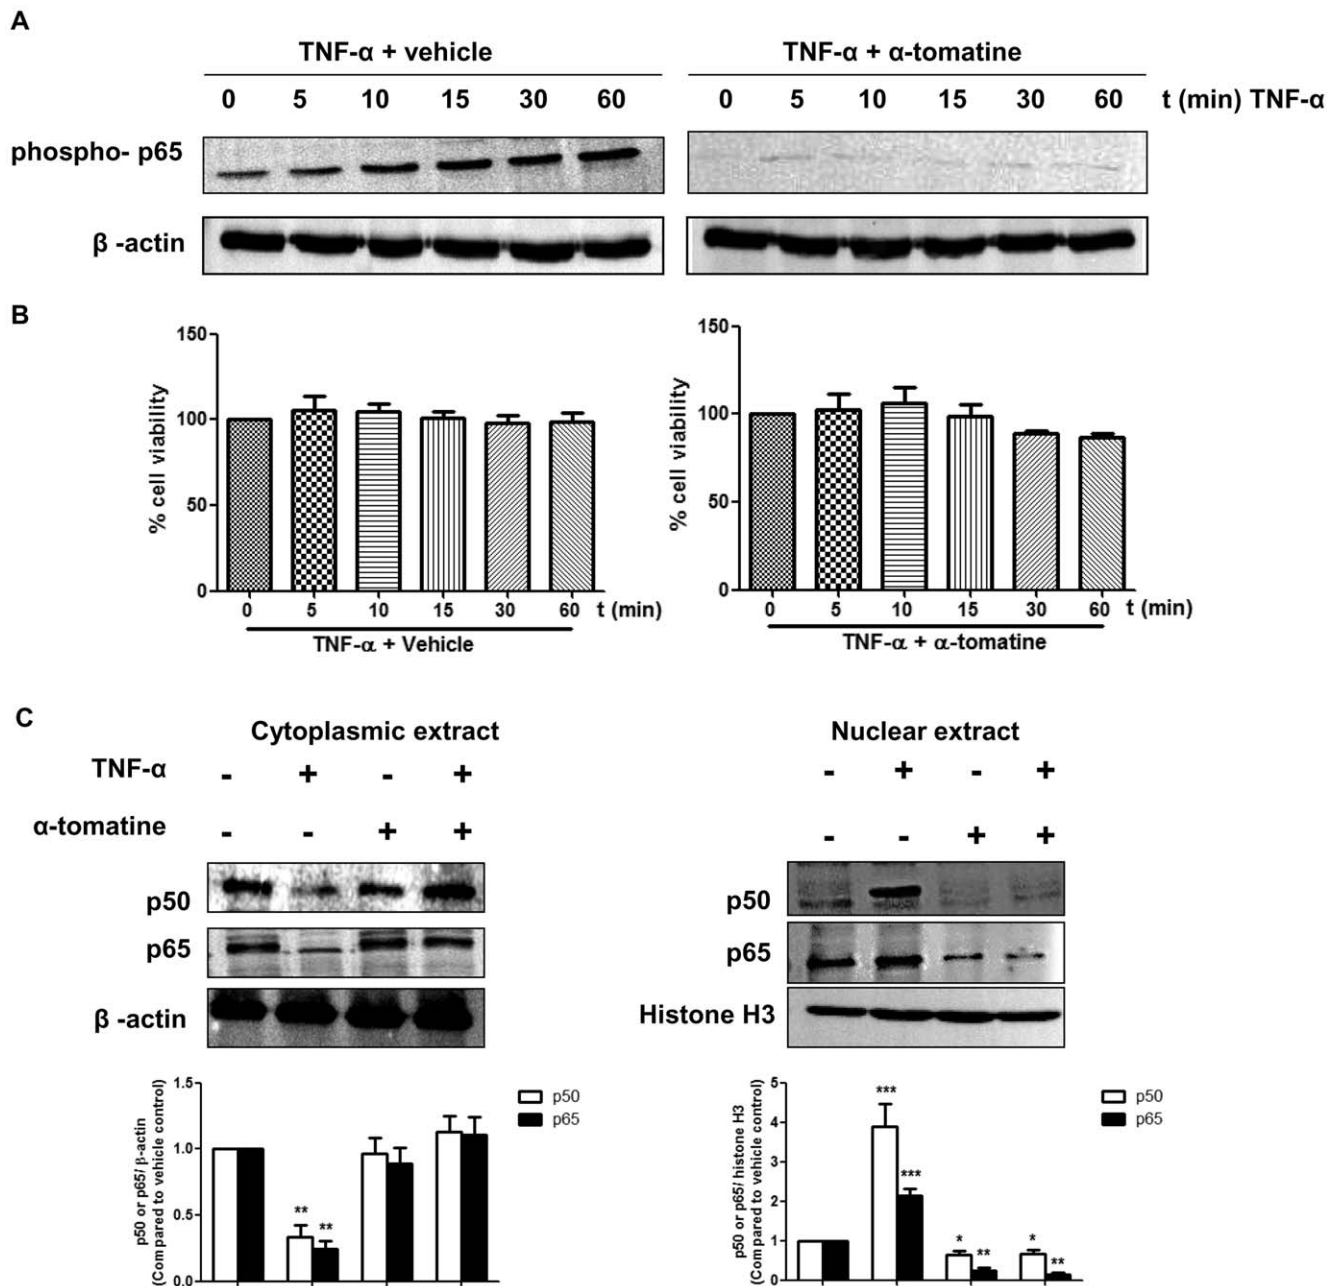 A
TNF-α + vehicle
TNF-α + α-tomatine
0 5 10 15 30 60
0 5 10 15 30 60 t (min) TNF-α
phospho- p65
β -actin
B
150
100
50
0
% cell viability
0 5 10 15 30 60 t (min)
TNF-α + Vehicle
150
100
50
0
% cell viability
0 5 10 15 30 60 t (min)
TNF-α + α-tomatine
C
Cytoplasmic extract
Nuclear extract
TNF-α - + - +
- + - +
α-tomatine - - + +
- - + +
p50
p65
β -actin
p50
p65
Histone H3
p50 or p65/ β-actin
(Compared to vehicle control)
1.5
1.0
0.5
0.0
** **
p50
p65
p50 or p65/ histone H3
(Compared to vehicle control)
5
4
3
2
1
0
*** *** * ** * **
p50
p65